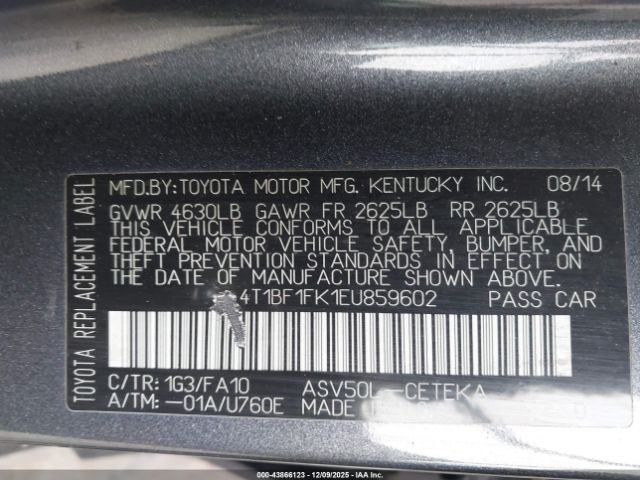 TOYOTA REPLACEMENT LABEL
MFD.BY:TOYOTA MOTOR MFG. KENTUCKY INC. 08/14
GVWR 4630LB GAWR FR 2625LB RR 2625LB
THIS VEHICLE CONFORMS TO ALL APPLICABLE
FEDERAL MOTOR VEHICLE SAFETY, BUMPER, AND
THEFT PREVENTION STANDARDS IN EFFECT ON
THE DATE OF MANUFACTURE SHOWN ABOVE.
4T1BF1FK1EU859602 PASS CAR
C/TR: 1G3/FA10 ASV50L-CETEKA
A/TM: -01A/U760E MADE
000-43866123 - 12/09/2025 - IAAI.COM